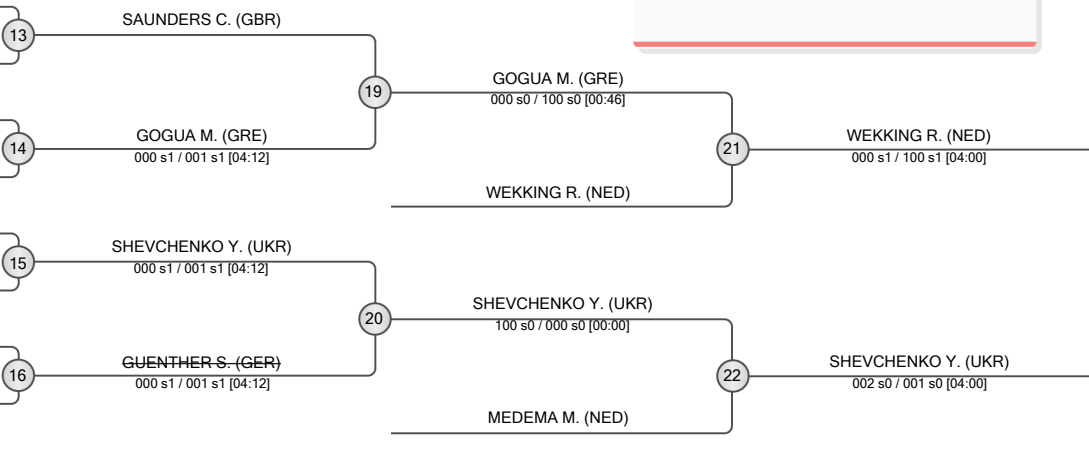 SAUNDERS C. (GBR)
13
19
GOGUA M. (GRE)
000 s0 / 100 s0 [00:46]
14
GOGUA M. (GRE)
000 s1 / 001 s1 [04:12]
21
WEKKING R. (NED)
000 s1 / 100 s1 [04:00]
WEKKING R. (NED)
15
SHEVCHENKO Y. (UKR)
000 s1 / 001 s1 [04:12]
20
SHEVCHENKO Y. (UKR)
100 s0 / 000 s0 [00:00]
16
GUENTHER S. (GER)
000 s1 / 001 s1 [04:12]
22
SHEVCHENKO Y. (UKR)
002 s0 / 001 s0 [04:00]
MEDEMA M. (NED)